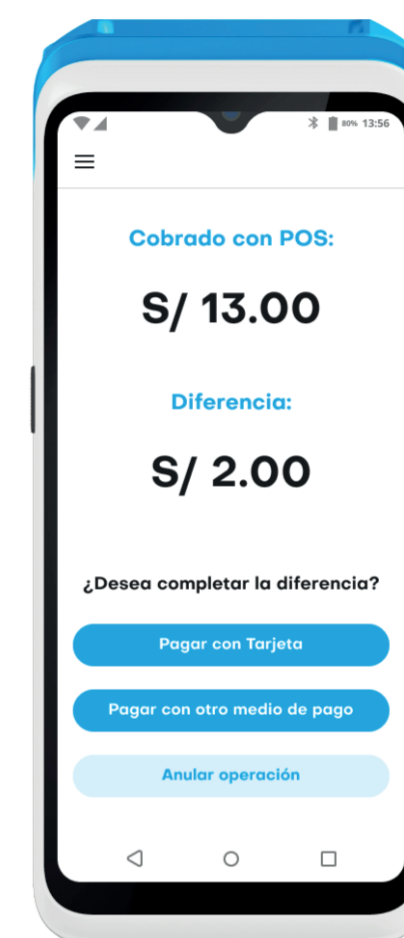 80% 13:56
Cobrado con POS:
S/ 13.00
Diferencia:
S/ 2.00
¿Desea completar la diferencia?
Pagar con Tarjeta
Pagar con otro medio de pago
Anular operación